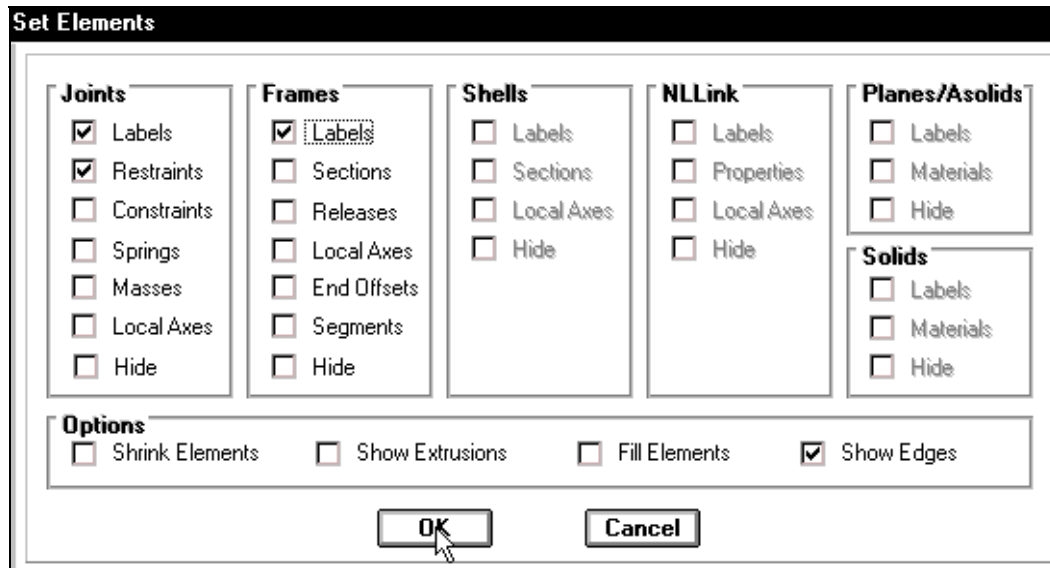 Set Elements
Joints
Labels
Restraints
Constraints
Springs
Masses
Local Axes
Hide
Frames
Labels
Sections
Releases
Local Axes
End Offsets
Segments
Hide
Shells
Labels
Sections
Local Axes
Hide
NLLink
Labels
Properties
Local Axes
Hide
Planes/Asolids
Labels
Materials
Hide
Solids
Labels
Materials
Hide
Options
Shrink Elements Show Extrusions Fill Elements Show Edges
OK Cancel